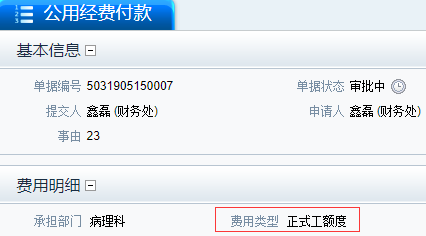 公用经费付款
基本信息
单据编号 5031905150007 单据状态 审批中
提交人 鑫磊 (财务处) 申请人 鑫磊 (财务处)
事由 23
费用明细
承担部门 病理科 费用类型 正式工额度